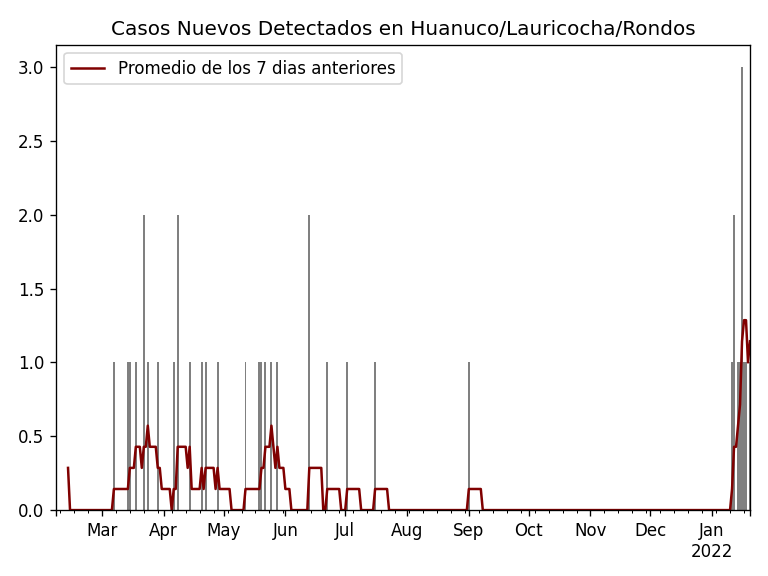 Casos Nuevos Detectados en Huanuco/Lauricocha/Rondos
Promedio de los 7 dias anteriores
3.0
2.5
2.0
1.5
1.0
0.5
0.0
Mar Apr May Jun Jul Aug Sep Oct Nov Dec Jan
2022